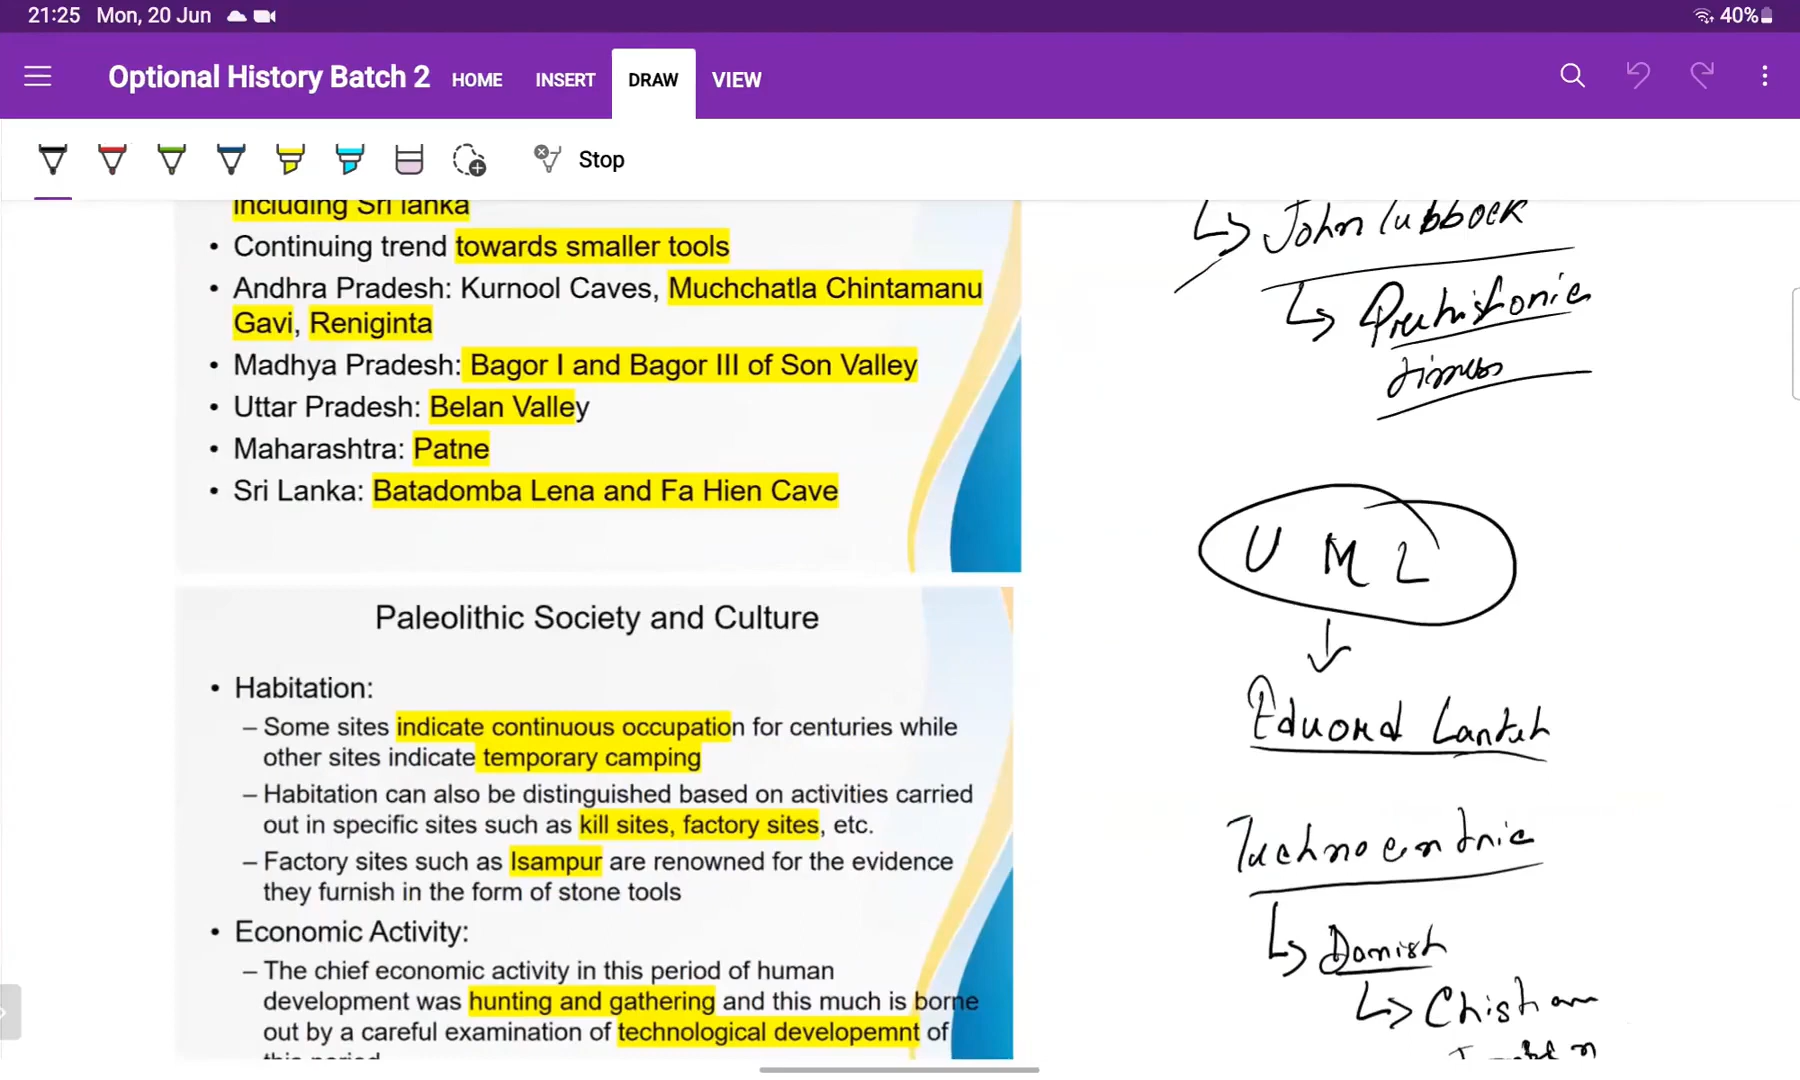 21:25 Mon, 20 Jun 40%
Optional History Batch 2 HOME INSERT DRAW VIEW
Stop
including Sri lanka
• Continuing trend towards smaller tools
• Andhra Pradesh: Kurnool Caves, Muchchatla Chintamanu
Gavi, Reniginta
• Madhya Pradesh: Bagor I and Bagor III of Son Valley
• Uttar Pradesh: Belan Valley
• Maharashtra: Patne
• Sri Lanka: Batadomba Lena and Fa Hien Cave
Paleolithic Society and Culture
• Habitation:
– Some sites indicate continuous occupation for centuries while
other sites indicate temporary camping
– Habitation can also be distinguished based on activities carried
out in specific sites such as kill sites, factory sites, etc.
– Factory sites such as Isampur are renowned for the evidence
they furnish in the form of stone tools
• Economic Activity:
– The chief economic activity in this period of human
development was hunting and gathering and this much is borne
out by a careful examination of technological developemnt of
this period
John lubbock
Prehistoric
times
U M L
Eduord
Technocentric
Danish
Christian